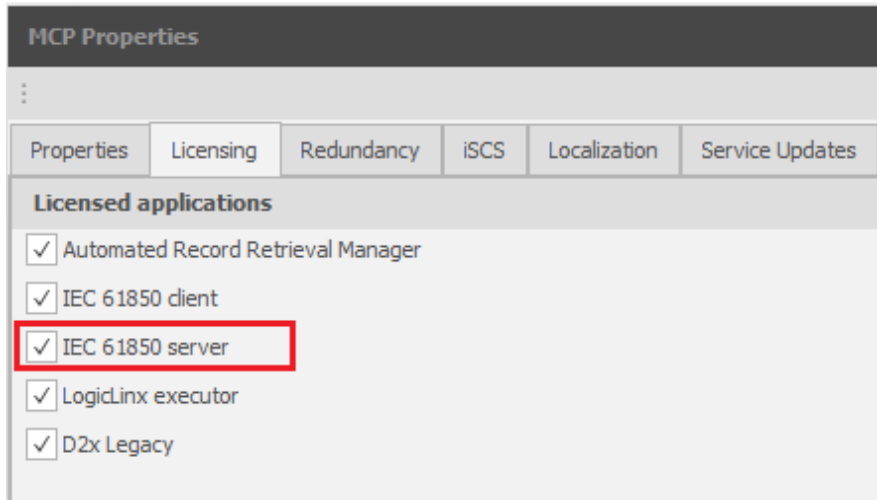 MCP Properties
Properties Licensing Redundancy iSCS Localization Service Updates
Licensed applications
Automated Record Retrieval Manager
IEC 61850 client
IEC 61850 server
LogicLinx executor
D2x Legacy